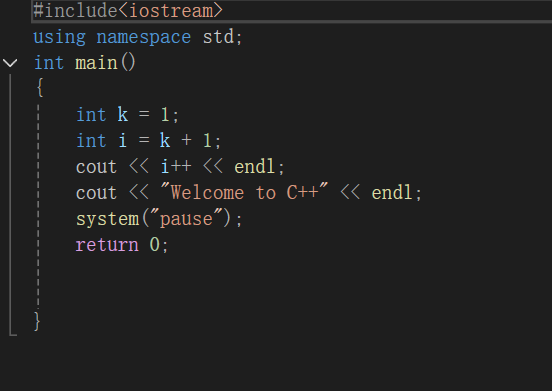 #include<iostream>
using namespace std;
int main()
{
int k = 1;
int i = k + 1;
cout << i++ << endl;
cout << "Welcome to C++" << endl;
system("pause");
return 0;
}